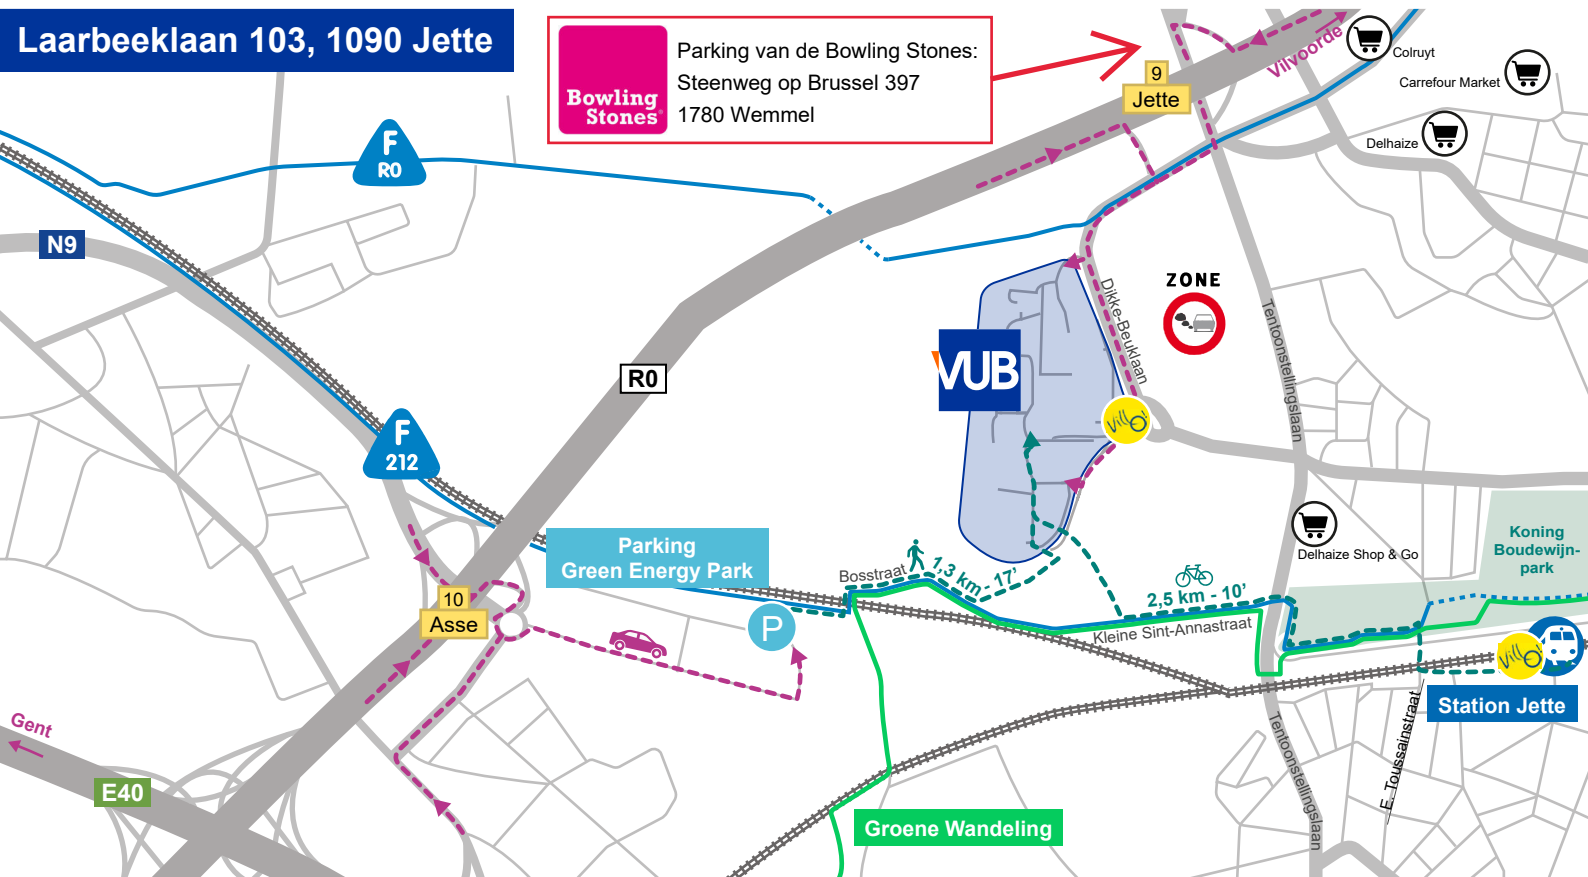 Laarbeeklaan 103, 1090 Jette
Bowling
Stones
Parking van de Bowling Stones:
Steenweg op Brussel 397
1780 Wemmel
9
Jette
Vilvoorde
Colruyt
Carrefour Market
Delhaize
F
R0
N9
ZONE
Dikke-Beuklaan
Tentoonstellingslaan
VUB
R0
Villo!
F
212
Parking
Green Energy Park
Delhaize Shop & Go
Koning
Boudewijn-
park
Bosstraat
1,3 km - 17’
2,5 km - 10’
10
Asse
P
Kleine Sint-Annastraat
Villo!
Station Jette
Gent
E. Toussaintstraat
Tentoonstellingslaan
E40
Groene Wandeling